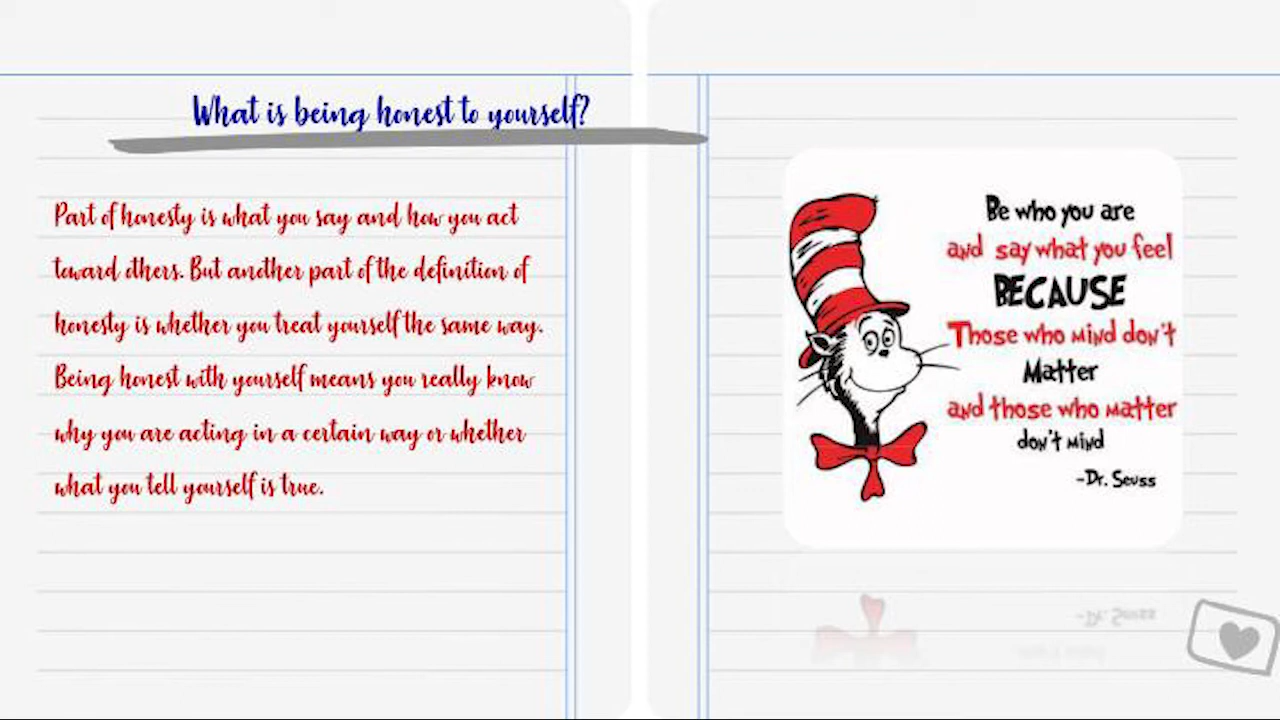 What is being honest to yourself?
Part of honesty is what you say and how you act
toward others. But another part of the definition of
honesty is whether you treat yourself the same way.
Being honest with yourself means you really know
why you are acting in a certain way or whether
what you tell yourself is true.
Be who you are
and say what you feel
BECAUSE
Those who mind don't
Matter
and those who matter
don't mind
-Dr. Seuss